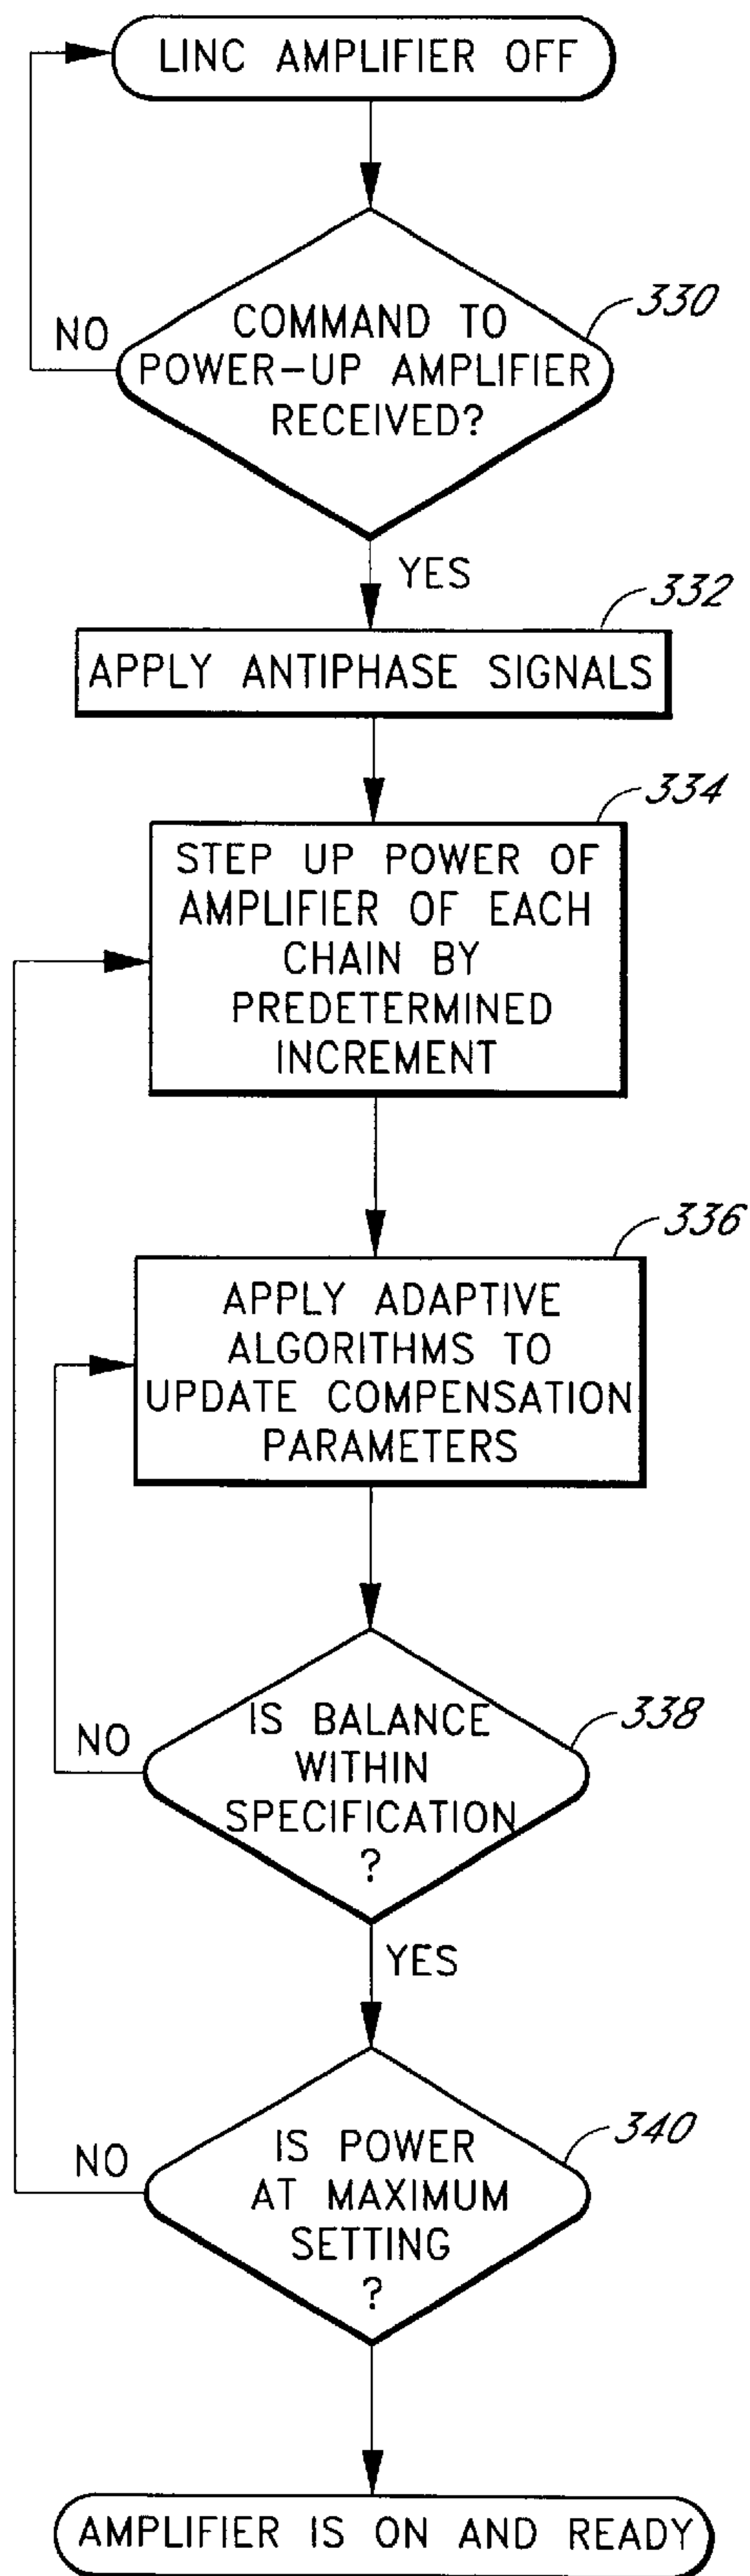 LINC AMPLIFIER OFF
330
NO
COMMAND TO
POWER-UP AMPLIFIER
RECEIVED?
YES
332
APPLY ANTIPHASE SIGNALS
334
STEP UP POWER OF
AMPLIFIER OF EACH
CHAIN BY
PREDETERMINED
INCREMENT
336
APPLY ADAPTIVE
ALGORITHMS TO
UPDATE COMPENSATION
PARAMETERS
338
NO
IS BALANCE
WITHIN
SPECIFICATION
?
YES
340
NO
IS POWER
AT MAXIMUM
SETTING
?
AMPLIFIER IS ON AND READY